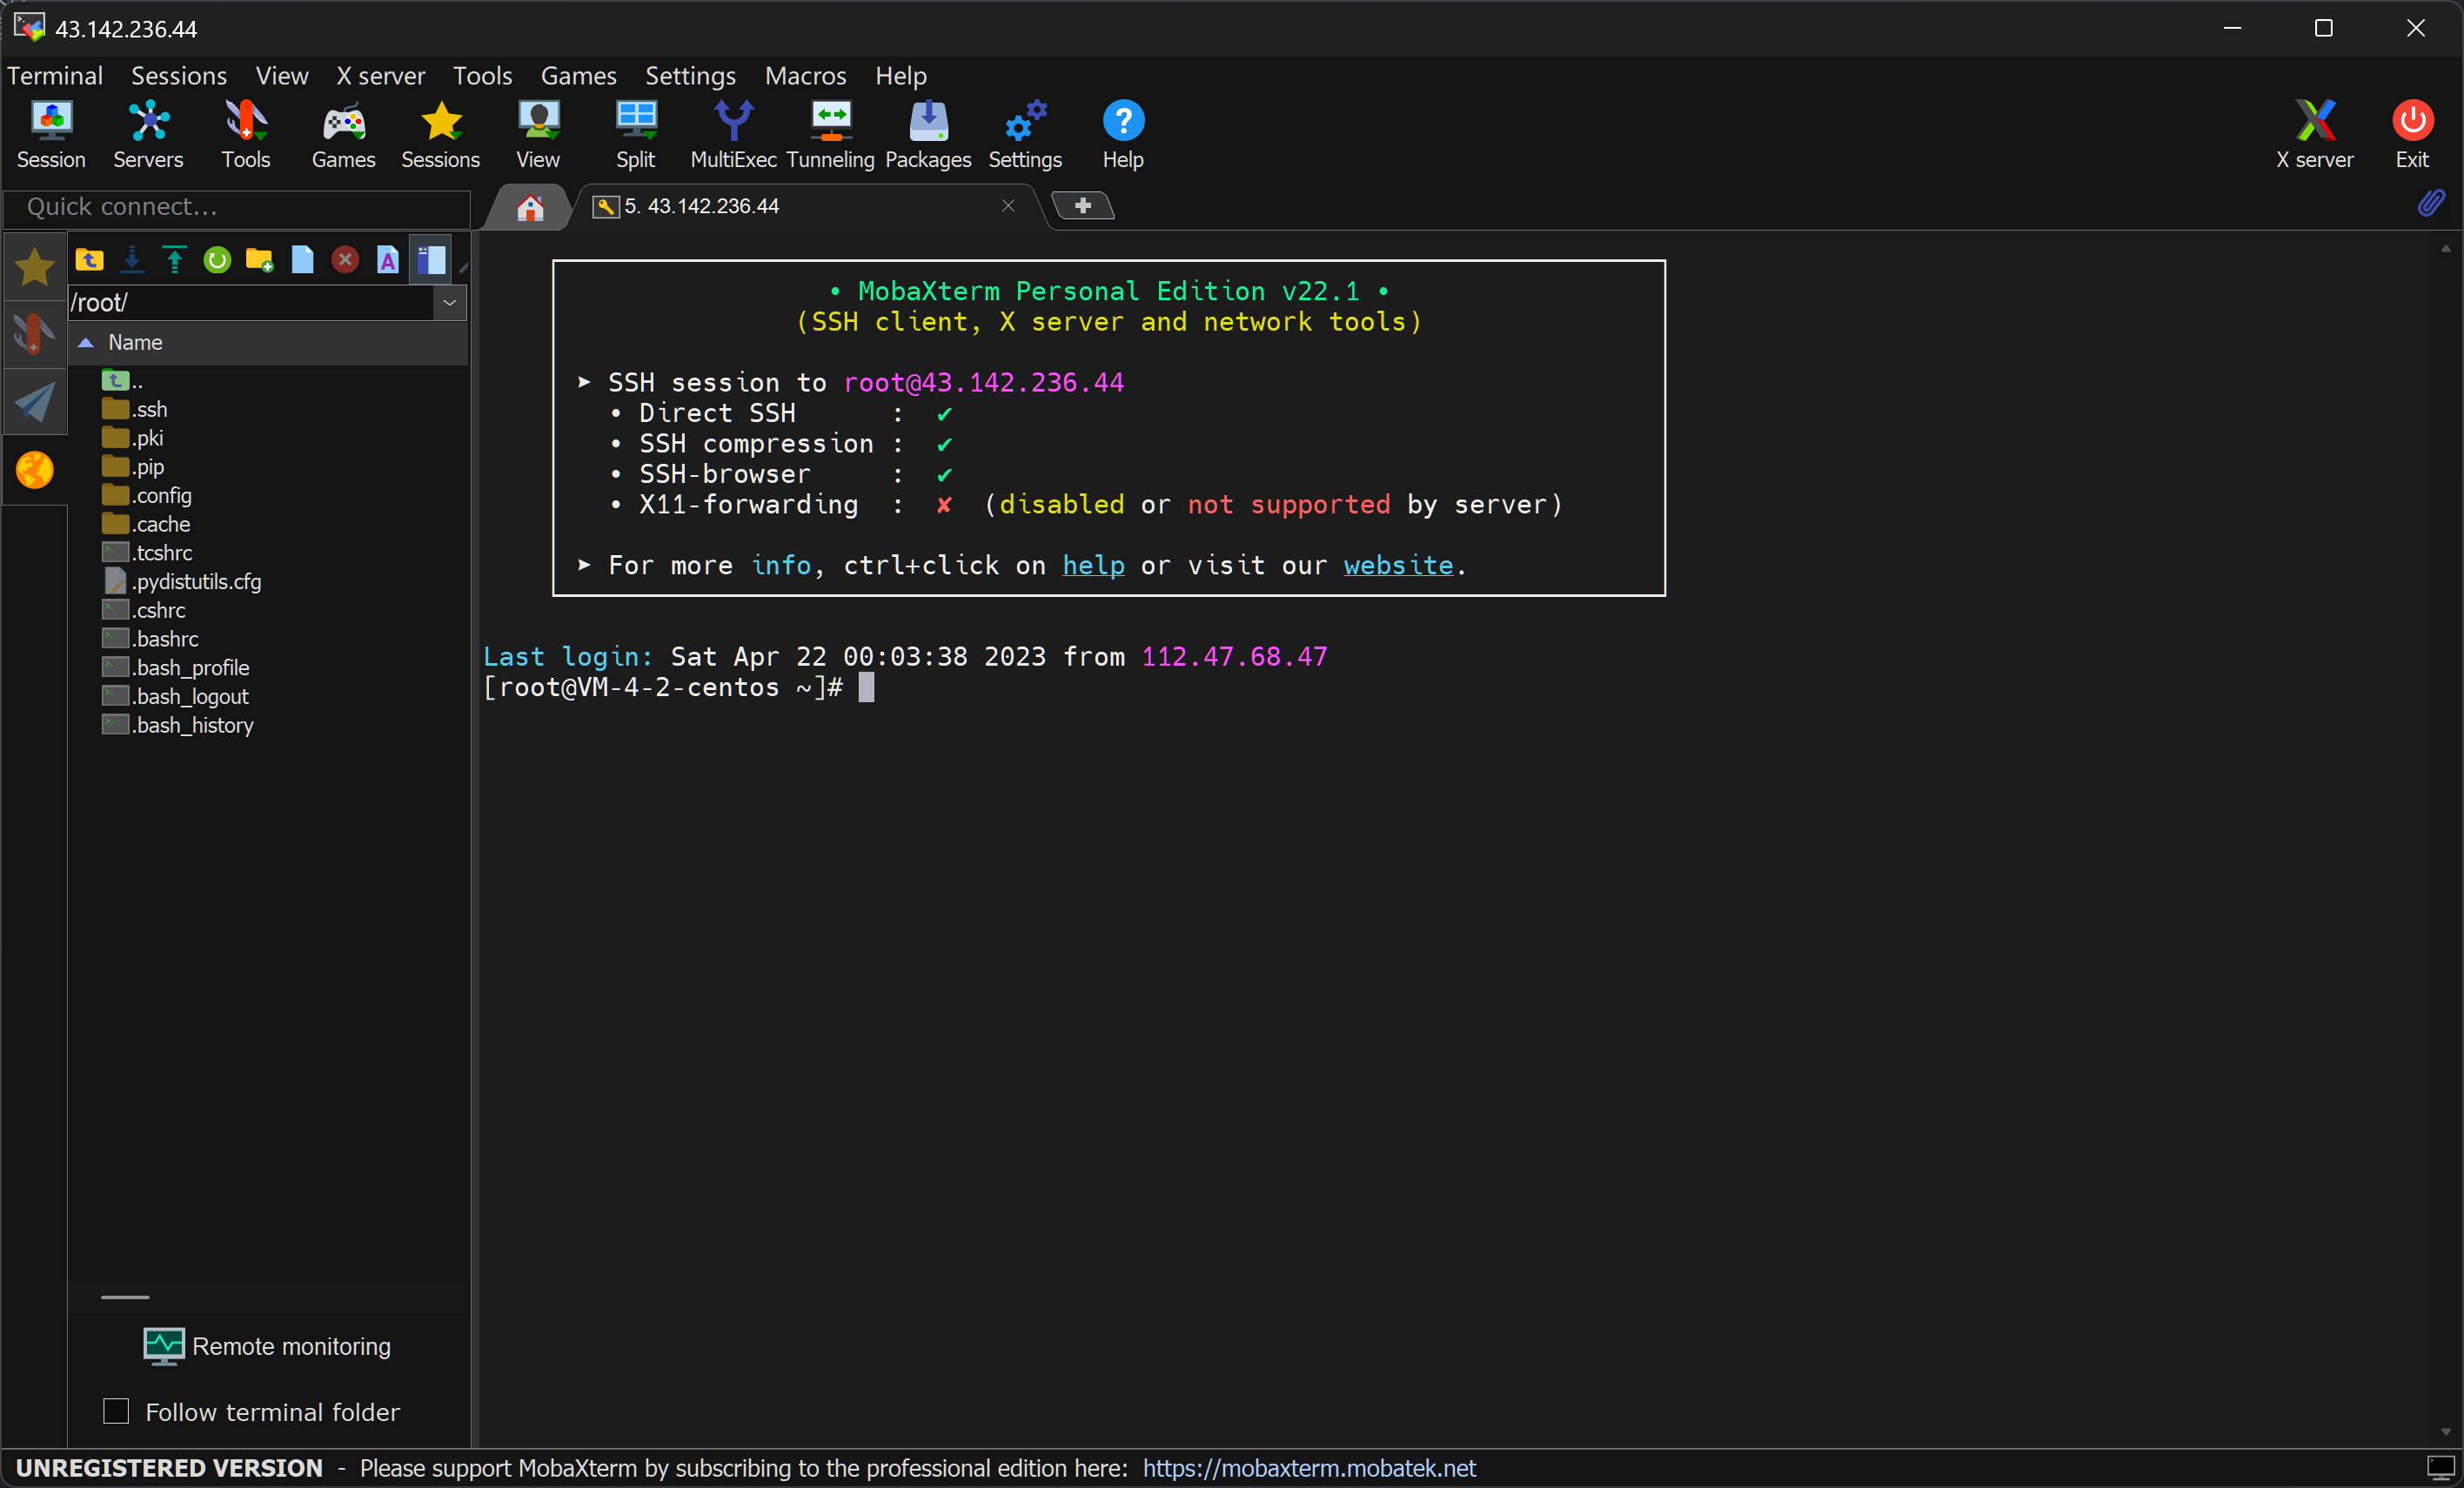 43.142.236.44
Terminal Sessions View X server Tools Games Settings Macros Help
Session Servers Tools Games Sessions View Split MultiExec Tunneling Packages Settings Help X server Exit
Quick connect...
5. 43.142.236.44
/root/
Name
..
.ssh
.pki
.pip
.config
.cache
.tcshrc
.pydistutils.cfg
.cshrc
.bashrc
.bash_profile
.bash_logout
.bash_history
Remote monitoring
Follow terminal folder
• MobaXterm Personal Edition v22.1 •
(SSH client, X server and network tools)
➤ SSH session to root@43.142.236.44
• Direct SSH : ✔
• SSH compression : ✔
• SSH-browser : ✔
• X11-forwarding : ✘ (disabled or not supported by server)
➤ For more info, ctrl+click on help or visit our website.
Last login: Sat Apr 22 00:03:38 2023 from 112.47.68.47
[root@VM-4-2-centos ~]#
UNREGISTERED VERSION - Please support MobaXterm by subscribing to the professional edition here: https://mobaxterm.mobatek.net